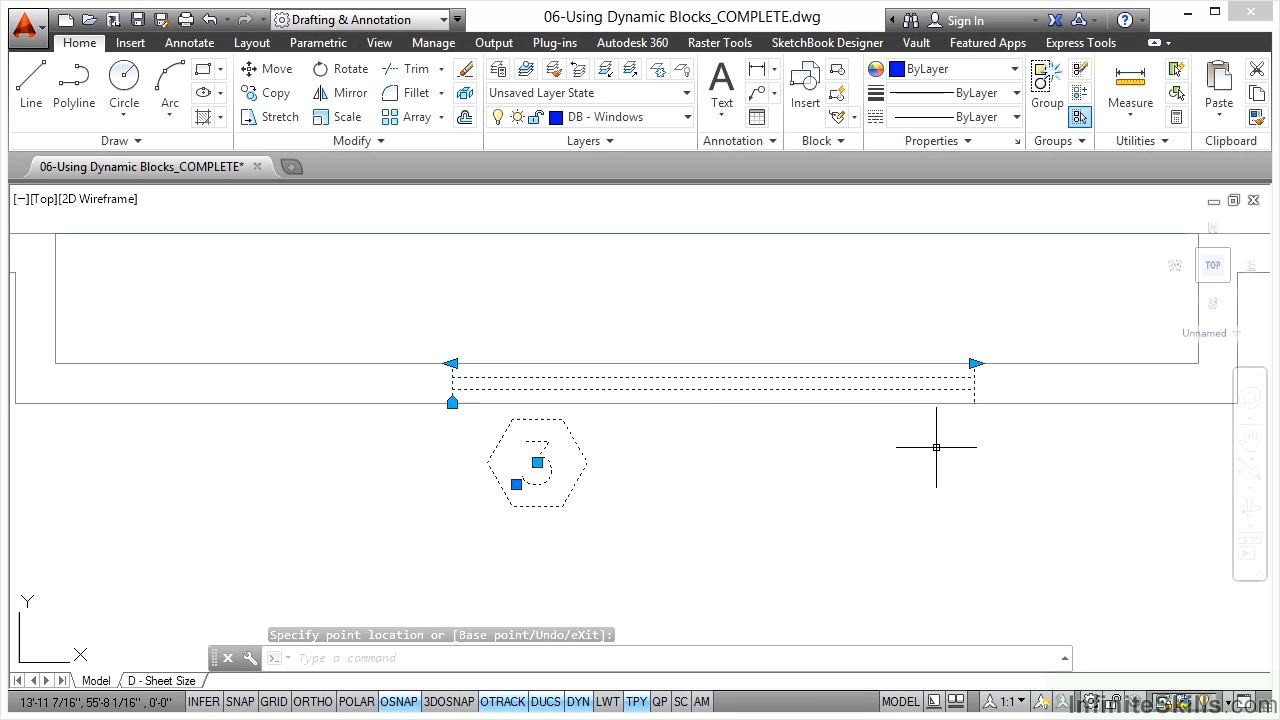 Drafting & Annotation
06-Using Dynamic Blocks_COMPLETE.dwg
Sign In
Home Insert Annotate Layout Parametric View Manage Output Plug-ins Autodesk 360 Raster Tools SketchBook Designer Vault Featured Apps Express Tools
Line Polyline Circle Arc
Move Rotate Trim
Copy Mirror Fillet
Stretch Scale Array
Unsaved Layer State
DB - Windows
Text
Insert
ByLayer
ByLayer
ByLayer
Group
Measure
Paste
Draw Modify Layers Annotation Block Properties Groups Utilities Clipboard
06-Using Dynamic Blocks_COMPLETE*
[−][Top][2D Wireframe]
N
W TOP E
S
Unnamed
3
Y
X
Specify point location or [Base point/Undo/eXit]:
Type a command
Model D - Sheet Size
13'-11 7/16", 55'-8 1/16", 0'-0" INFER SNAP GRID ORTHO POLAR OSNAP 3DOSNAP OTRACK DUCS DYN LWT TPY QP SC AM MODEL 1:1
InfiniteSkills.com